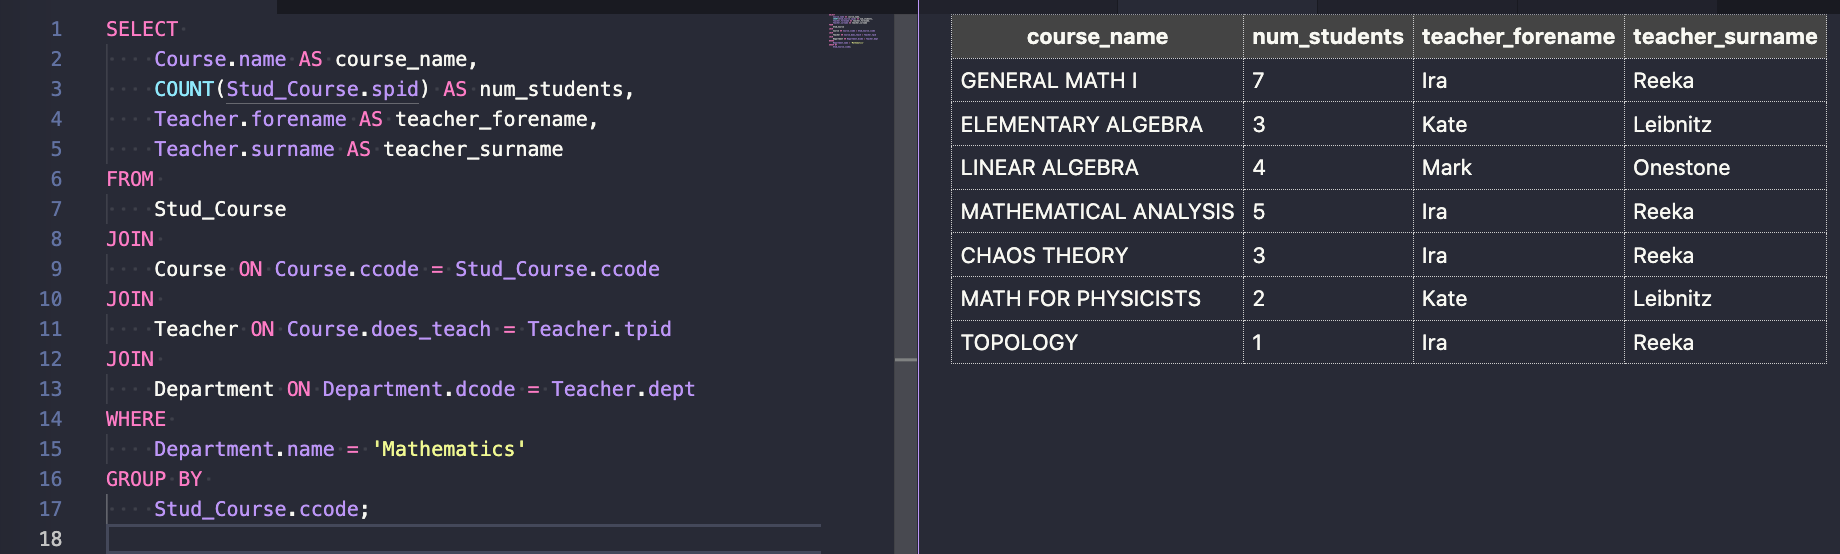 1 SELECT
2 Course.name AS course_name,
3 COUNT(Stud_Course.spid) AS num_students,
4 Teacher.forename AS teacher_forename,
5 Teacher.surname AS teacher_surname
6 FROM
7 Stud_Course
8 JOIN
9 Course ON Course.ccode = Stud_Course.ccode
10 JOIN
11 Teacher ON Course.does_teach = Teacher.tpid
12 JOIN
13 Department ON Department.dcode = Teacher.dept
14 WHERE
15 Department.name = 'Mathematics'
16 GROUP BY
17 Stud_Course.ccode;
18
course_name num_students teacher_forename teacher_surname
GENERAL MATH I 7 Ira Reeka
ELEMENTARY ALGEBRA 3 Kate Leibnitz
LINEAR ALGEBRA 4 Mark Onestone
MATHEMATICAL ANALYSIS 5 Ira Reeka
CHAOS THEORY 3 Ira Reeka
MATH FOR PHYSICISTS 2 Kate Leibnitz
TOPOLOGY 1 Ira Reeka